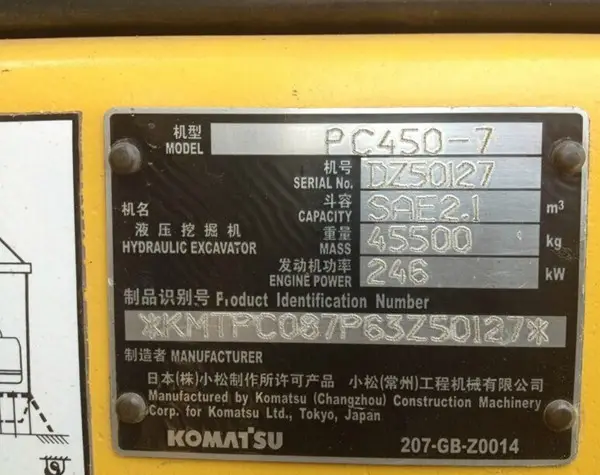 机型 MODEL PC450-7
机号 SERIAL No. DZ50127
斗容 CAPACITY SAE2.1 m³
机名 液压挖掘机 HYDRAULIC EXCAVATOR
重量 MASS 45500 kg
发动机功率 ENGINE POWER 246 kW
制品识别号 Product Identification Number
*KMTPC087P63Z50127*
制造者 MANUFACTURER
日本(株)小松制作所许可产品 小松(常州)工程机械有限公司
Manufactured by Komatsu (Changzhou) Construction Machinery
Corp. for Komatsu Ltd., Tokyo, Japan
KOMATSU 207-GB-Z0014